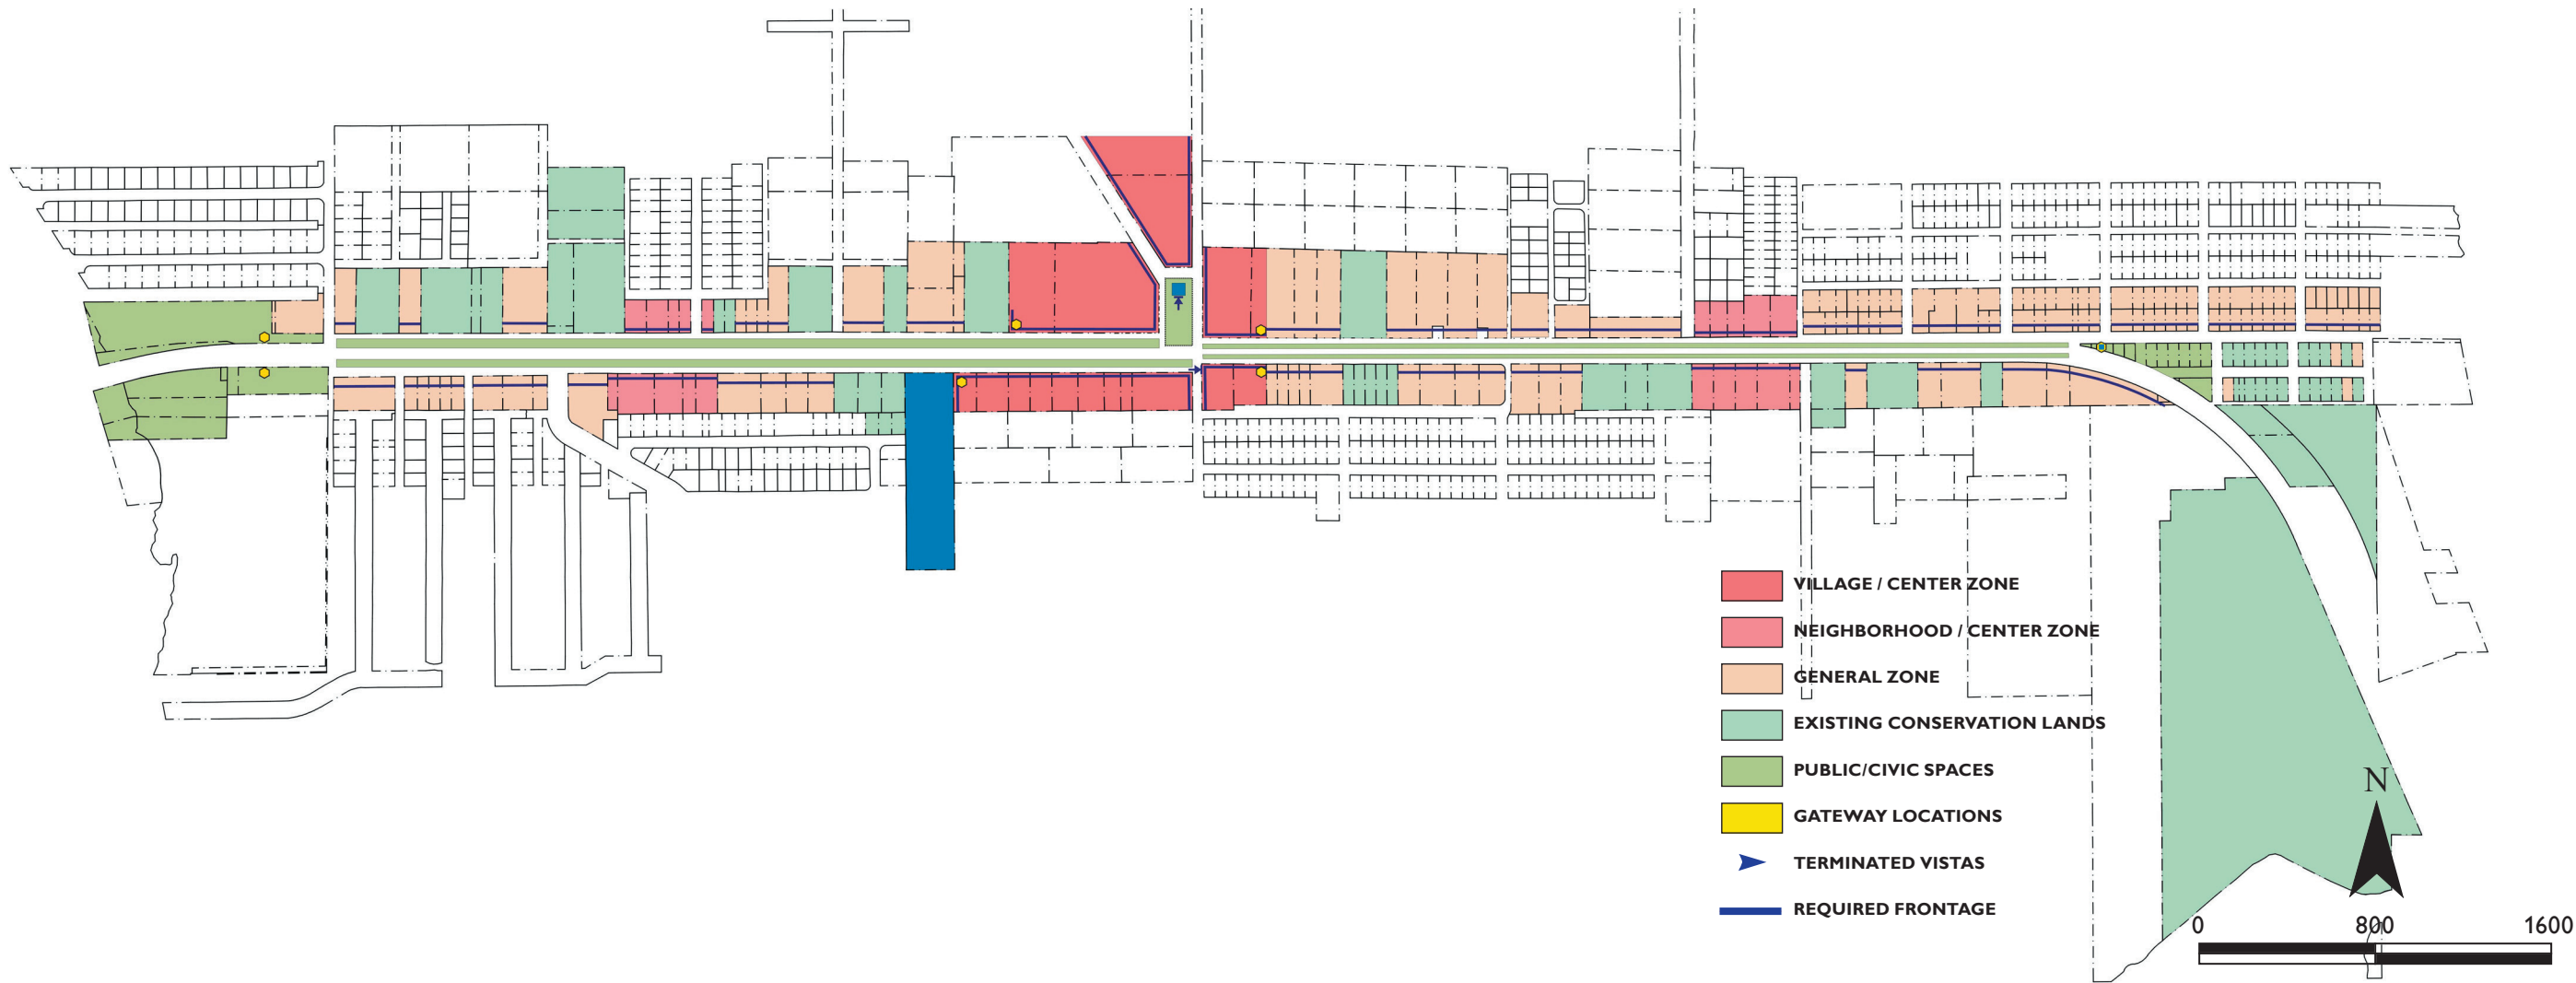 VILLAGE / CENTER ZONE
NEIGHBORHOOD / CENTER ZONE
GENERAL ZONE
EXISTING CONSERVATION LANDS
PUBLIC/CIVIC SPACES
GATEWAY LOCATIONS
TERMINATED VISTAS
REQUIRED FRONTAGE
N
0 800 1600